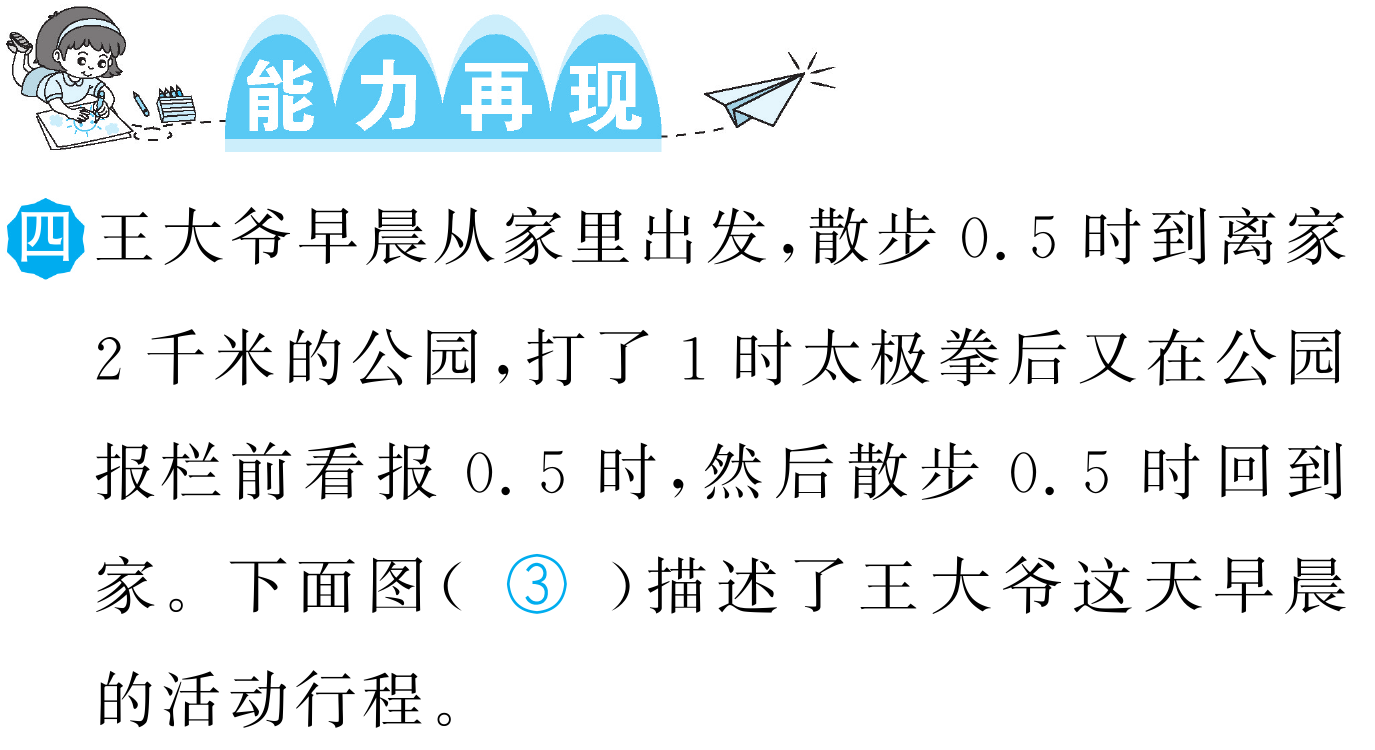 能力再现
四 王大爷早晨从家里出发,散步 0.5 时到离家
2 千米的公园,打了 1 时太极拳后又在公园
报栏前看报 0.5 时,然后散步 0.5 时回到
家。下面图( ③ )描述了王大爷这天早晨
的活动行程。